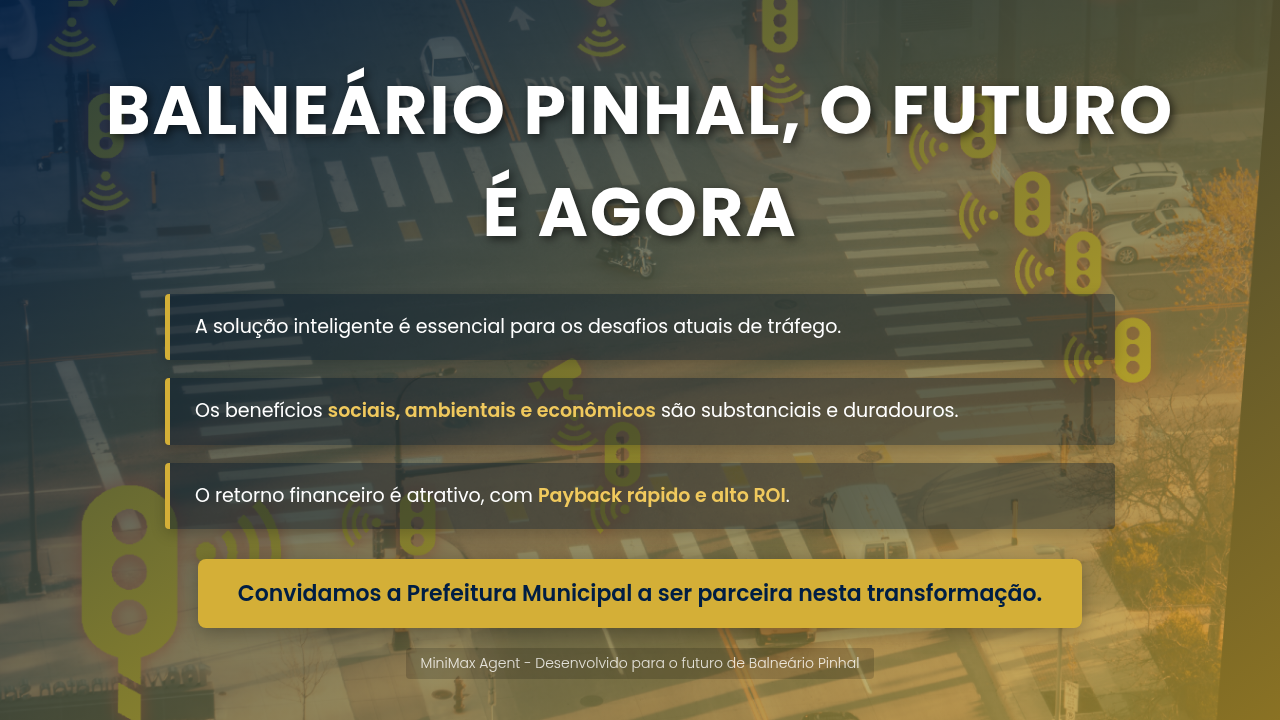 BALNEÁRIO PINHAL, O FUTURO
É AGORA
A solução inteligente é essencial para os desafios atuais de tráfego.
Os benefícios sociais, ambientais e econômicos são substanciais e duradouros.
O retorno financeiro é atrativo, com Payback rápido e alto ROI.
Convidamos a Prefeitura Municipal a ser parceira nesta transformação.
MiniMax Agent - Desenvolvido para o futuro de Balneário Pinhal